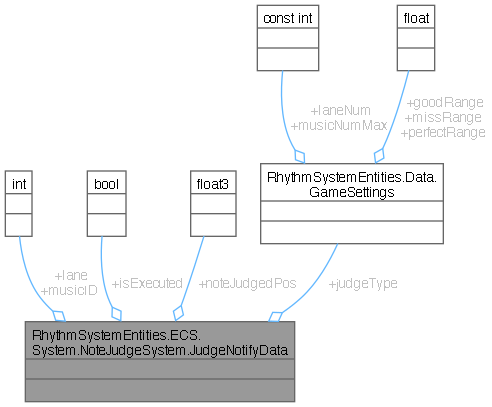 const int
float
+laneNum
+musicNumMax
+goodRange
+missRange
+perfectRange
int
bool
float3
RhythmSystemEntities.Data.
GameSettings
+lane
+musicID
+isExecuted
+noteJudgedPos
+judgeType
RhythmSystemEntities.ECS.
System.NoteJudgeSystem.JudgeNotifyData